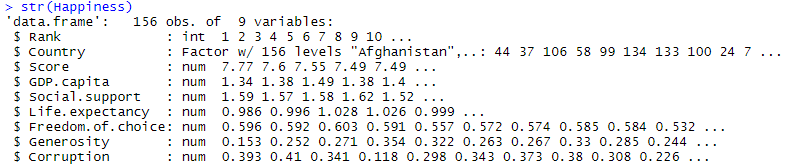 > str(Happiness)
'data.frame':   156 obs. of  9 variables:
 $ Rank             : int  1 2 3 4 5 6 7 8 9 10 ...
 $ Country          : Factor w/ 156 levels "Afghanistan",..: 44 37 106 58 99 134 133 100 24 7 ...
 $ Score            : num  7.77 7.6 7.55 7.49 7.49 ...
 $ GDP.capita       : num  1.34 1.38 1.49 1.38 1.4 ...
 $ Social.support   : num  1.59 1.57 1.58 1.62 1.52 ...
 $ Life.expectancy  : num  0.986 0.996 1.028 1.026 0.999 ...
 $ Freedom.of.choice: num  0.596 0.592 0.603 0.591 0.557 0.572 0.574 0.585 0.584 0.532 ...
 $ Generosity       : num  0.153 0.252 0.271 0.354 0.322 0.263 0.267 0.33 0.285 0.244 ...
 $ Corruption       : num  0.393 0.41 0.341 0.118 0.298 0.343 0.373 0.38 0.308 0.226 ...